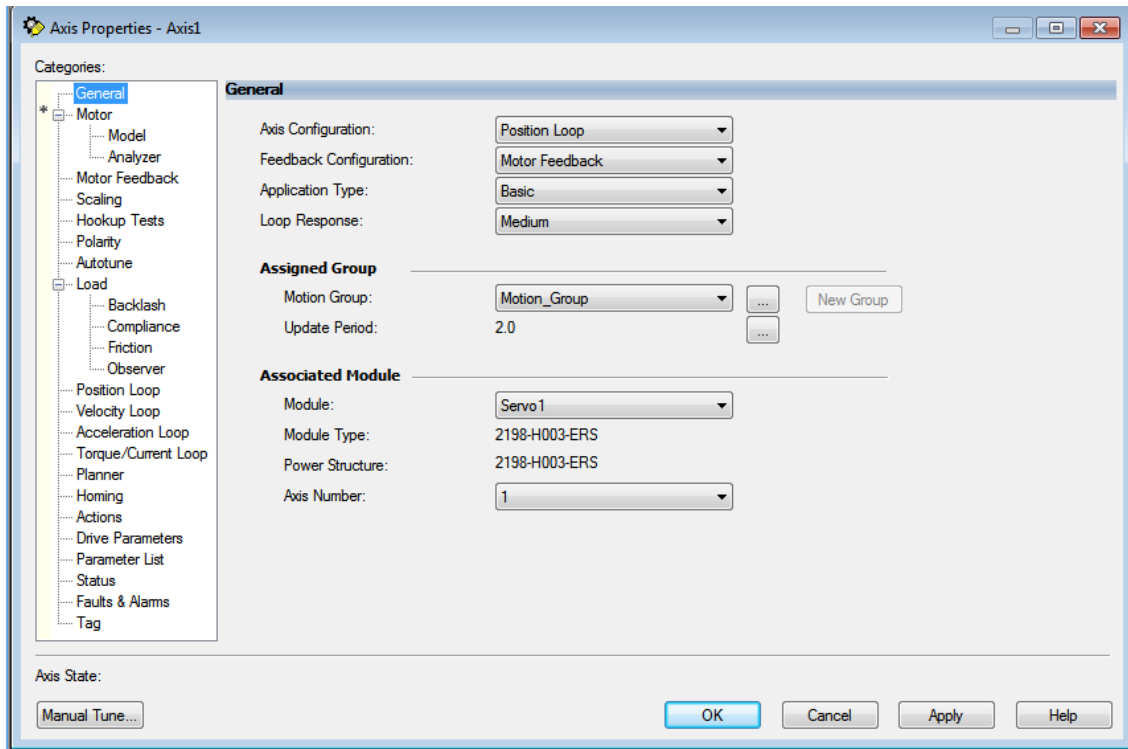 Axis Properties - Axis1
Categories:
General
* Motor
Model
Analyzer
Motor Feedback
Scaling
Hookup Tests
Polarity
Autotune
Load
Backlash
Compliance
Friction
Observer
Position Loop
Velocity Loop
Acceleration Loop
Torque/Current Loop
Planner
Homing
Actions
Drive Parameters
Parameter List
Status
Faults & Alarms
Tag
General
Axis Configuration: Position Loop
Feedback Configuration: Motor Feedback
Application Type: Basic
Loop Response: Medium
Assigned Group
Motion Group: Motion_Group ... New Group
Update Period: 2.0 ...
Associated Module
Module: Servo1
Module Type: 2198-H003-ERS
Power Structure: 2198-H003-ERS
Axis Number: 1
Axis State:
Manual Tune... OK Cancel Apply Help